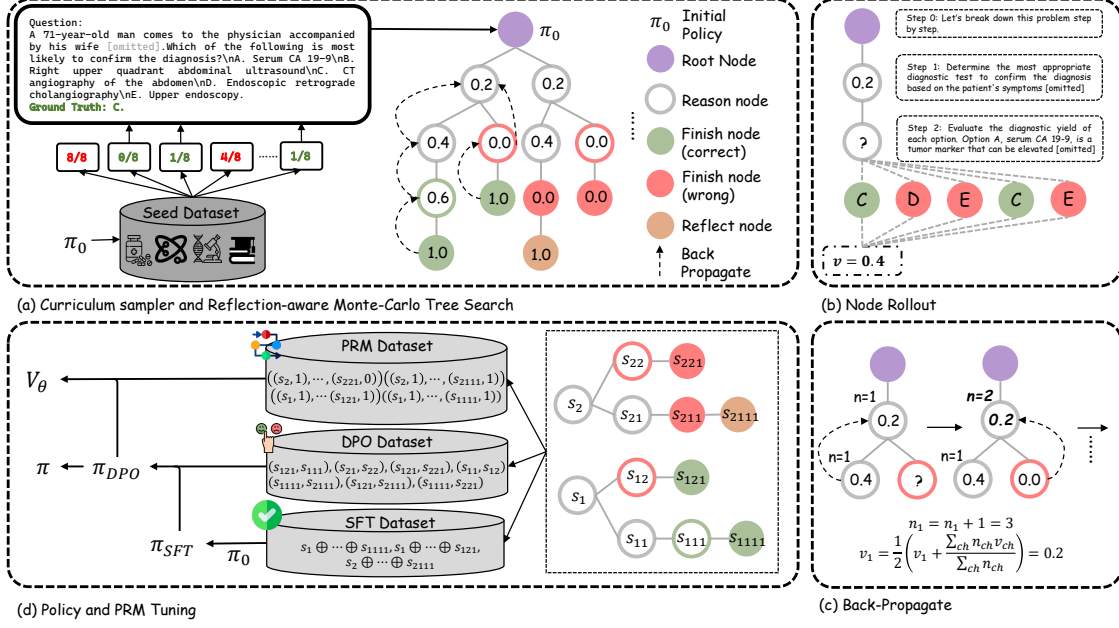 Question:
A 71-year-old man comes to the physician accompanied
by his wife [omitted].Which of the following is most
likely to confirm the diagnosis?\nA. Serum CA 19-9\nB.
Right upper quadrant abdominal ultrasound\nC. CT
angiography of the abdomen\nD. Endoscopic retrograde
cholangiography\nE. Upper endoscopy.
Ground Truth: C.
8/8 0/8 1/8 4/8 ...... 1/8
Seed Dataset
π₀
π₀
0.2 0.2
0.4 0.0 0.4 0.0
0.6 1.0 0.0 0.0
1.0 1.0
π₀ Initial
Policy
Root Node
Reason node
Finish node
(correct)
Finish node
(wrong)
Reflect node
Back
Propagate
(a) Curriculum sampler and Reflection-aware Monte-Carlo Tree Search
Step 0: Let's break down this problem step
by step.
0.2
Step 1: Determine the most appropriate
diagnostic test to confirm the diagnosis
based on the patient's symptoms [omitted]
?
Step 2: Evaluate the diagnostic yield of
each option. Option A, serum CA 19-9, is a
tumor marker that can be elevated [omitted]
C D E C E
v = 0.4
(b) Node Rollout
PRM Dataset
((s₂, 1), ⋯, (s₂₂₁, 0))((s₂, 1), ⋯, (s₂₁₁₁, 1))
((s₁, 1), ⋯ (s₁₂₁, 1))((s₁, 1), ⋯, (s₁₁₁₁, 1))
V_θ
DPO Dataset
(s₁₂₁, s₁₁₁), (s₂₁, s₂₂), (s₁₂₁, s₂₂₁), (s₁₁, s₁₂)
(s₁₁₁₁, s₂₁₁₁), (s₁₂₁, s₂₁₁₁), (s₁₁₁₁, s₂₂₁)
π π_DPO
SFT Dataset
s₁ ⊕ ⋯ ⊕ s₁₁₁₁, s₁ ⊕ ⋯ ⊕ s₁₂₁,
s₂ ⊕ ⋯ ⊕ s₂₁₁₁
π_SFT π₀
s₂₂ s₂₂₁
s₂
s₂₁ s₂₁₁ s₂₁₁₁
s₁₂ s₁₂₁
s₁
s₁₁ s₁₁₁ s₁₁₁₁
(d) Policy and PRM Tuning
n=1 n=2
0.2 0.2
n=1 n=1
0.4 ? 0.4 0.0
n₁ = n₁ + 1 = 3
v₁ = 1/2 (v₁ + ∑_ch n_ch v_ch / ∑_ch n_ch) = 0.2
(c) Back-Propagate